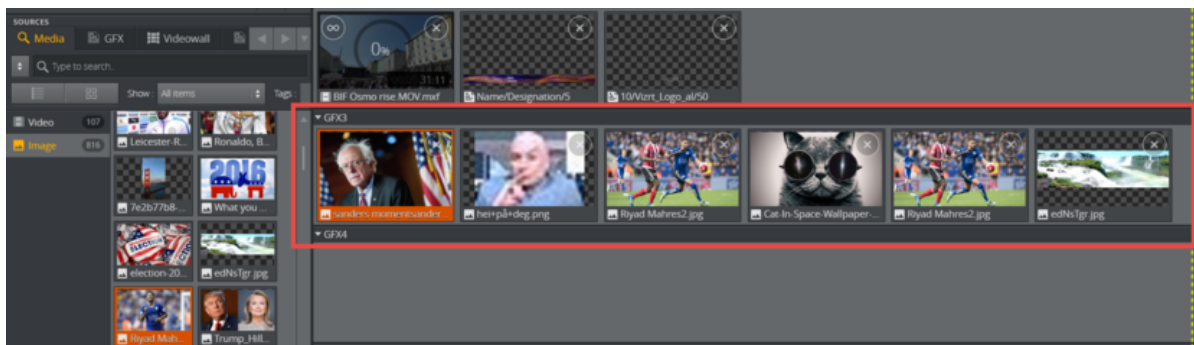 SOURCES
Media
GFX
Videowall
Type to search..
Show: All items
Tags:
Video
107
Image
816
Leicester-R...
Ronaldo, B...
7e2b77b8-...
2016
What you ...
ELECTION
election-20...
edNsTgr.jpg
Riyad Mah...
Trump_Hill...
0%
31:11
BIF Osmo rise.MOV.mxf
Name/Designation/5
10/Vizrt_Logo_al/50
GFX3
sanders momentsander...
hei+på+deg.png
Riyad Mahres2.jpg
Cat-In-Space-Wallpaper-...
Riyad Mahres2.jpg
edNsTgr.jpg
GFX4